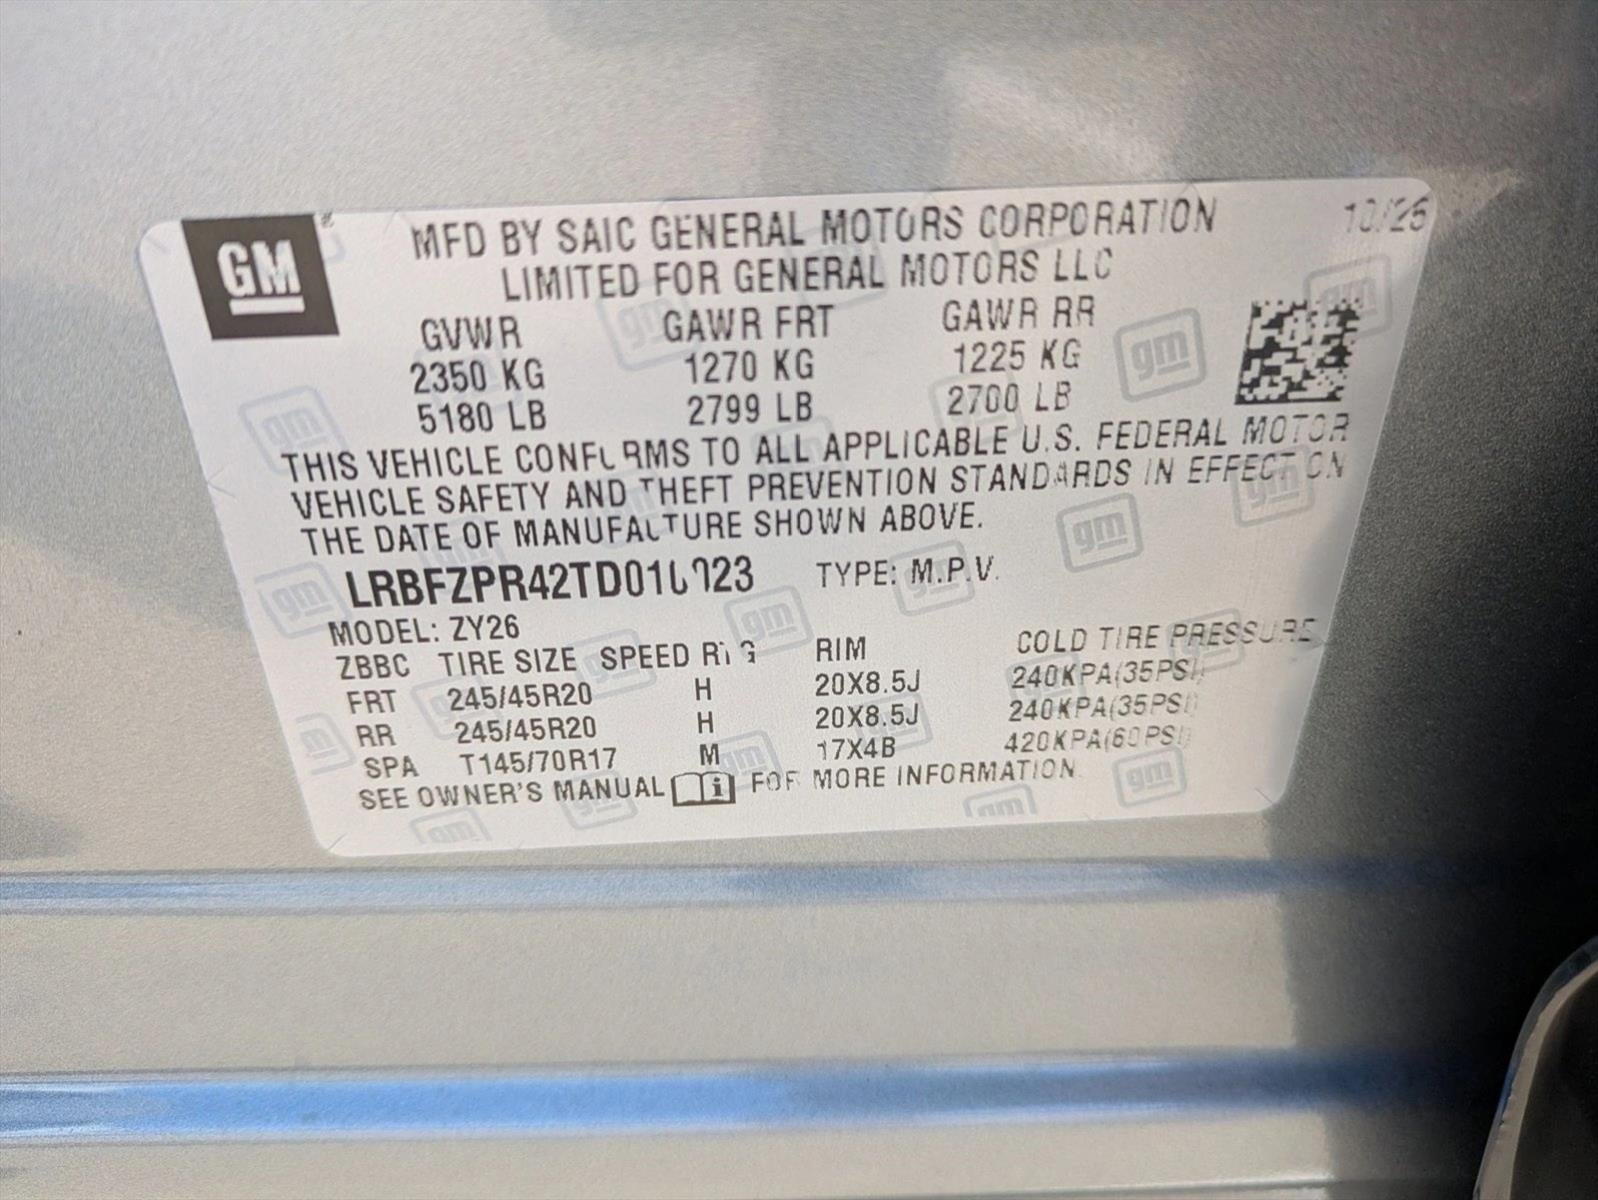 GM
MFD BY SAIC GENERAL MOTORS CORPORATION 10/25
LIMITED FOR GENERAL MOTORS LLC
GVWR GAWR FRT GAWR RR
2350 KG 1270 KG 1225 KG
5180 LB 2799 LB 2700 LB
THIS VEHICLE CONFORMS TO ALL APPLICABLE U.S. FEDERAL MOTOR
VEHICLE SAFETY AND THEFT PREVENTION STANDARDS IN EFFECT ON
THE DATE OF MANUFACTURE SHOWN ABOVE.
TYPE: M.P.V.
MODEL: ZY26
ZBBC TIRE SIZE SPEED RTG RIM COLD TIRE PRESSURE
FRT 245/45R20 H 20X8.5J 240KPA(35PSI)
RR 245/45R20 H 20X8.5J 240KPA(35PSI)
SPA T145/70R17 M 17X4B 420KPA(60PSI)
SEE OWNER'S MANUAL FOR MORE INFORMATION